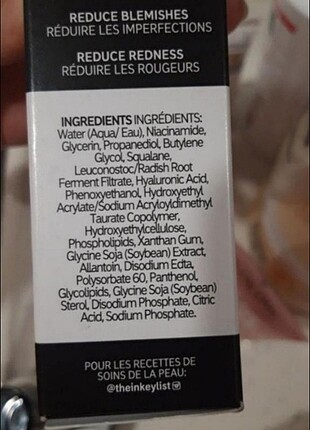 REDUCE BLEMISHES
RÉDUIRE LES IMPERFECTIONS
REDUCE REDNESS
RÉDUIRE LES ROUGEURS
INGREDIENTS INGRÉDIENTS:
Water (Aqua/ Eau), Niacinamide,
Glycerin, Propanediol, Butylene
Glycol, Squalane,
Leuconostoc/Radish Root
Ferment Filtrate, Hyaluronic Acid,
Phenoxyethanol, Hydroxyethyl
Acrylate/Sodium Acryloyldimethyl
Taurate Copolymer,
Hydroxyethylcellulose,
Phospholipids, Xanthan Gum,
Glycine Soja (Soybean) Extract,
Allantoin, Disodium Edta,
Polysorbate 60, Panthenol,
Glycolipids, Glycine Soja (Soybean)
Sterol, Disodium Phosphate, Citric
Acid, Sodium Phosphate.
POUR LES RECETTES DE
SOINS DE LA PEAU:
@theinkeylist